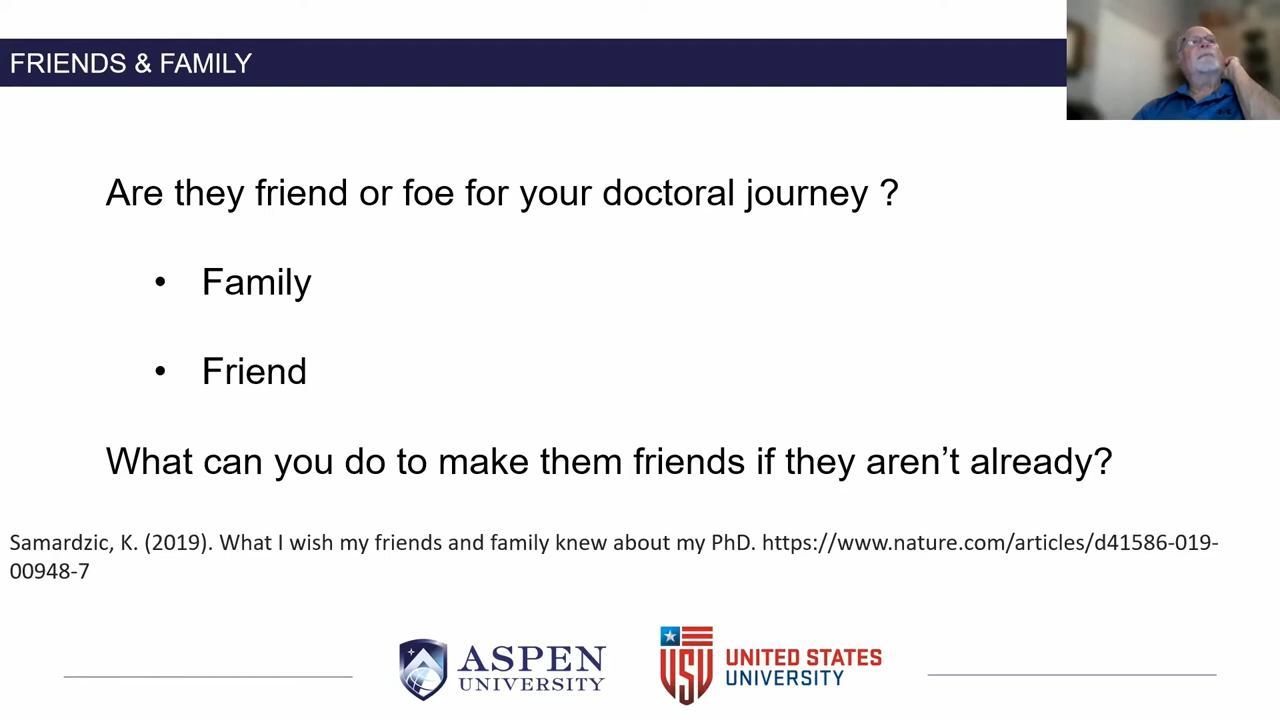 FRIENDS & FAMILY
Are they friend or foe for your doctoral journey ?
• Family
• Friend
What can you do to make them friends if they aren’t already?
Samardzic, K. (2019). What I wish my friends and family knew about my PhD. https://www.nature.com/articles/d41586-019-
00948-7
ASPEN
UNIVERSITY
USU
UNITED STATES
UNIVERSITY